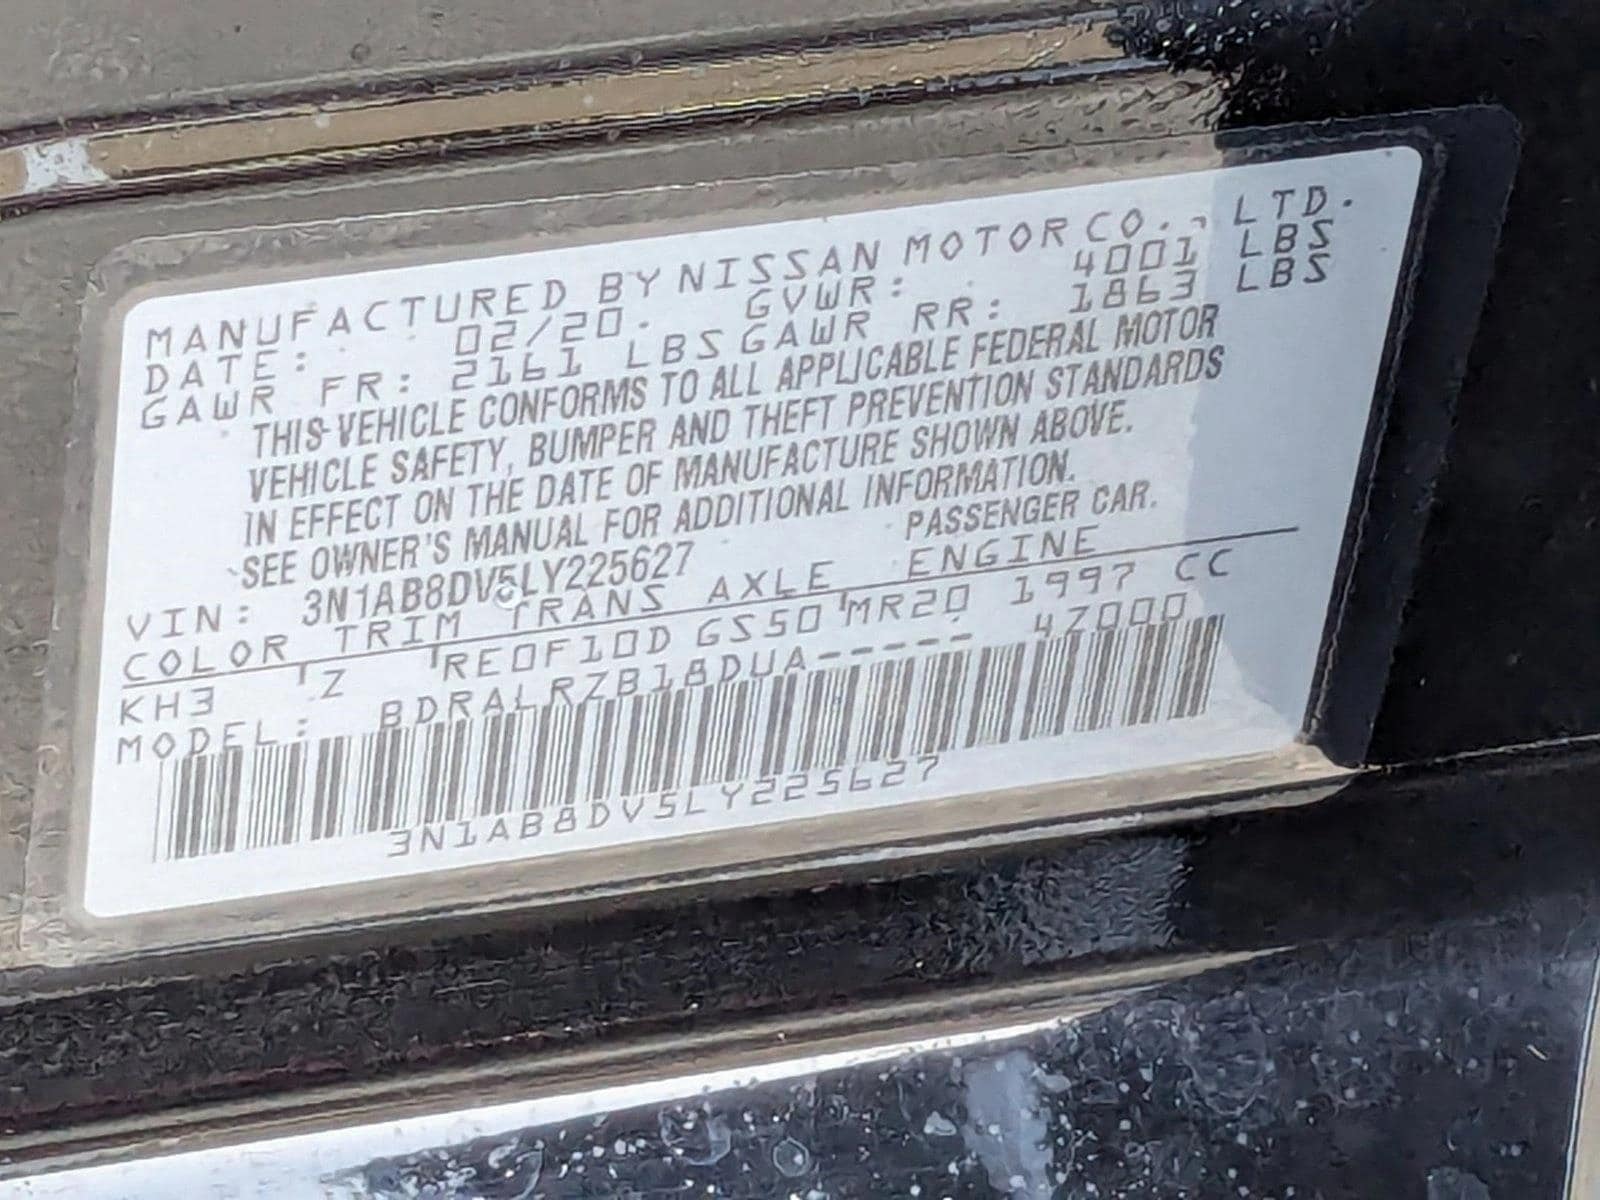 MANUFACTURED BY NISSAN MOTOR CO., LTD.
DATE: 02/20. GVWR: 4001 LBS
GAWR FR: 2161 LBS GAWR RR: 1863 LBS
THIS VEHICLE CONFORMS TO ALL APPLICABLE FEDERAL MOTOR
VEHICLE SAFETY, BUMPER AND THEFT PREVENTION STANDARDS
IN EFFECT ON THE DATE OF MANUFACTURE SHOWN ABOVE.
SEE OWNER'S MANUAL FOR ADDITIONAL INFORMATION.
VIN: 3N1AB8DV5LY225627 PASSENGER CAR.
COLOR TRIM TRANS AXLE ENGINE
KH3 Z RE0F10D GS50 MR20 1997 CC
MODEL: BDRALRZB18DUA----- 47000
3N1AB8DV5LY225627